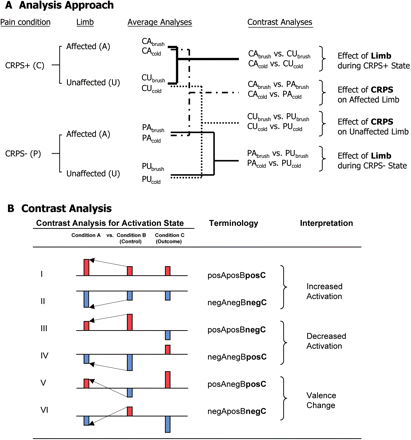 A Analysis Approach
Pain condition Limb Average Analyses Contrast Analyses
Affected (A)
CRPS+ (C)
Unaffected (U)
CAbrush
CAcold
CUbrush
CUcold
CAbrush vs. CUbrush
CAcold vs. CUcold
Effect of Limb
during CRPS+ State
CAbrush vs. PAbrush
CAcold vs. PAcold
Effect of CRPS
on Affected Limb
CUbrush vs. PUbrush
CUcold vs. PUcold
Effect of CRPS
on Unaffected Limb
Affected (A)
CRPS- (P)
Unaffected (U)
PAbrush
PAcold
PUbrush
PUcold
PAbrush vs. PUbrush
PAcold vs. PUcold
Effect of Limb
during CRPS- State
B Contrast Analysis
Contrast Analysis for Activation State Terminology Interpretation
Condition A vs. Condition B Condition C
(Control) (Outcome)
I posAposBposC
II negAnegBnegC
Increased
Activation
III posAposBnegC
IV negAnegBposC
Decreased
Activation
V posAnegBposC
VI negAposBnegC
Valence
Change